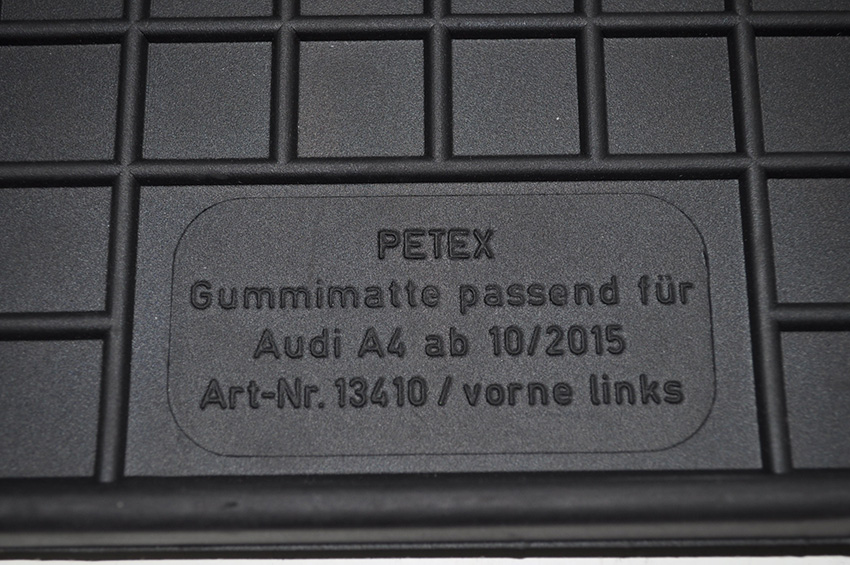 PETEX
Gummimatte passend für
Audi A4 ab 10/2015
Art-Nr. 13410 / vorne links